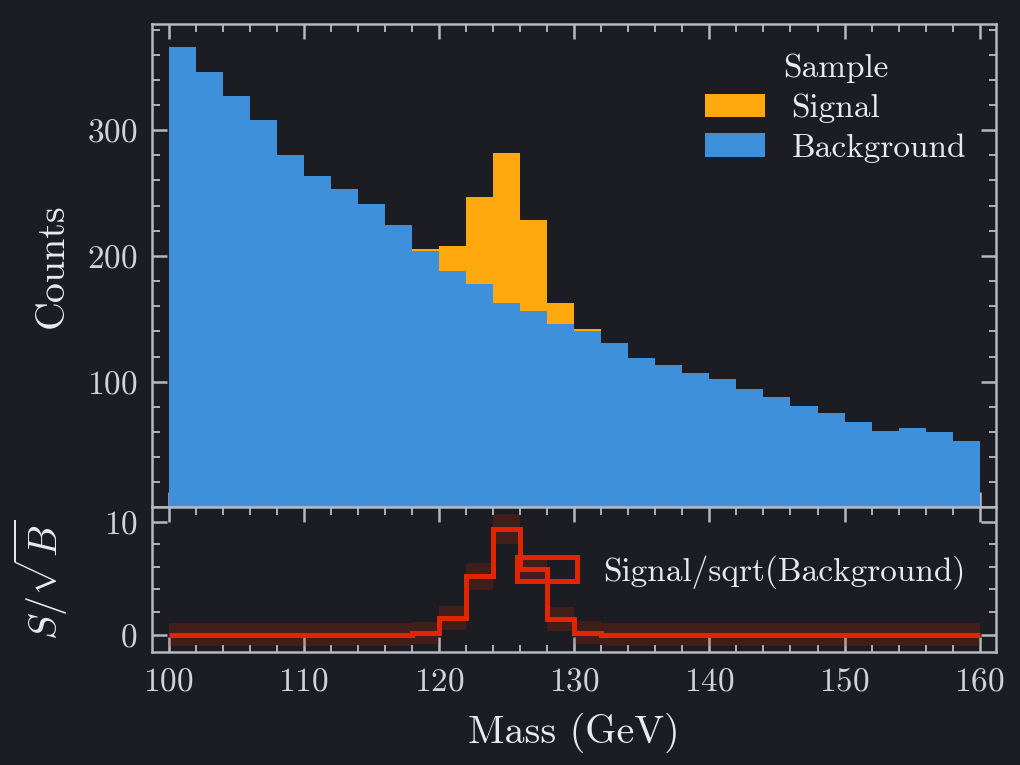 Sample
Signal
Background
300
200
100
Counts
10
0
S/√B
Signal/sqrt(Background)
100 110 120 130 140 150 160
Mass (GeV)